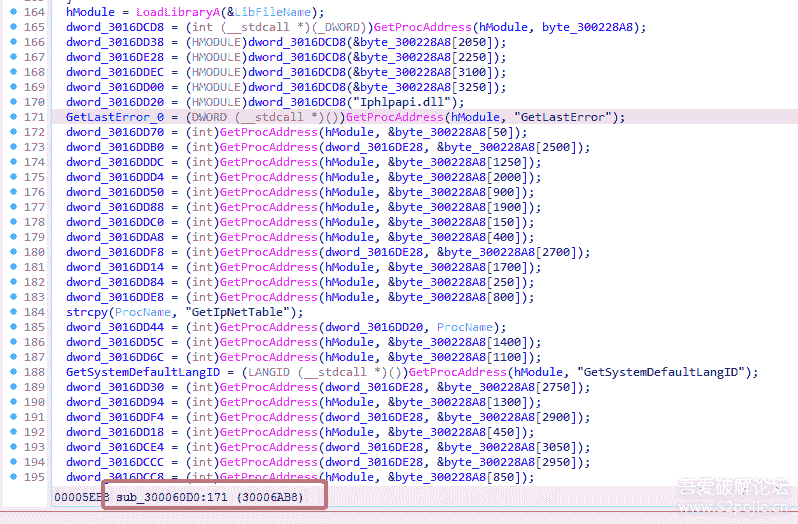 164 hModule = LoadLibraryA(&LibFileName);
165 dword_3016DCD8 = (int (__stdcall *)(_DWORD))GetProcAddress(hModule, byte_300228A8);
166 dword_3016DD38 = (HMODULE)dword_3016DCD8(&byte_300228A8[2050]);
167 dword_3016DE28 = (HMODULE)dword_3016DCD8(&byte_300228A8[2250]);
168 dword_3016DDEC = (HMODULE)dword_3016DCD8(&byte_300228A8[3100]);
169 dword_3016DD00 = (HMODULE)dword_3016DCD8(&byte_300228A8[3250]);
170 dword_3016DD20 = (HMODULE)dword_3016DCD8("Iphlpapi.dll");
171 GetLastError_0 = (DWORD (__stdcall *)())GetProcAddress(hModule, "GetLastError");
172 dword_3016DD70 = (int)GetProcAddress(hModule, &byte_300228A8[50]);
173 dword_3016DDB0 = (int)GetProcAddress(dword_3016DE28, &byte_300228A8[2500]);
174 dword_3016DDDC = (int)GetProcAddress(hModule, &byte_300228A8[1250]);
175 dword_3016DDD4 = (int)GetProcAddress(hModule, &byte_300228A8[2000]);
176 dword_3016DD50 = (int)GetProcAddress(hModule, &byte_300228A8[900]);
177 dword_3016DD88 = (int)GetProcAddress(hModule, &byte_300228A8[1900]);
178 dword_3016DDC0 = (int)GetProcAddress(hModule, &byte_300228A8[150]);
179 dword_3016DDA8 = (int)GetProcAddress(hModule, &byte_300228A8[400]);
180 dword_3016DDF8 = (int)GetProcAddress(dword_3016DE28, &byte_300228A8[2700]);
181 dword_3016DD14 = (int)GetProcAddress(hModule, &byte_300228A8[1700]);
182 dword_3016DD84 = (int)GetProcAddress(hModule, &byte_300228A8[250]);
183 dword_3016DDE8 = (int)GetProcAddress(hModule, &byte_300228A8[800]);
184 strcpy(ProcName, "GetIpNetTable");
185 dword_3016DD44 = (int)GetProcAddress(dword_3016DD20, ProcName);
186 dword_3016DD5C = (int)GetProcAddress(hModule, &byte_300228A8[1400]);
187 dword_3016DD6C = (int)GetProcAddress(hModule, &byte_300228A8[1100]);
188 GetSystemDefaultLangID = (LANGID (__stdcall *)())GetProcAddress(hModule, "GetSystemDefaultLangID");
189 dword_3016DD30 = (int)GetProcAddress(dword_3016DE28, &byte_300228A8[2750]);
190 dword_3016DD94 = (int)GetProcAddress(hModule, &byte_300228A8[1300]);
191 dword_3016DDF4 = (int)GetProcAddress(dword_3016DE28, &byte_300228A8[2900]);
192 dword_3016DD18 = (int)GetProcAddress(hModule, &byte_300228A8[450]);
193 dword_3016DCE4 = (int)GetProcAddress(dword_3016DE28, &byte_300228A8[3050]);
194 dword_3016DCCC = (int)GetProcAddress(dword_3016DE28, &byte_300228A8[2950]);
195 dword_3016DCC8 = (int)GetProcAddress(hModule, &byte_300228A8[850]);
sub_300060D0:171 (30006AB8)
吾爱破解论坛
www.52pojie.cn